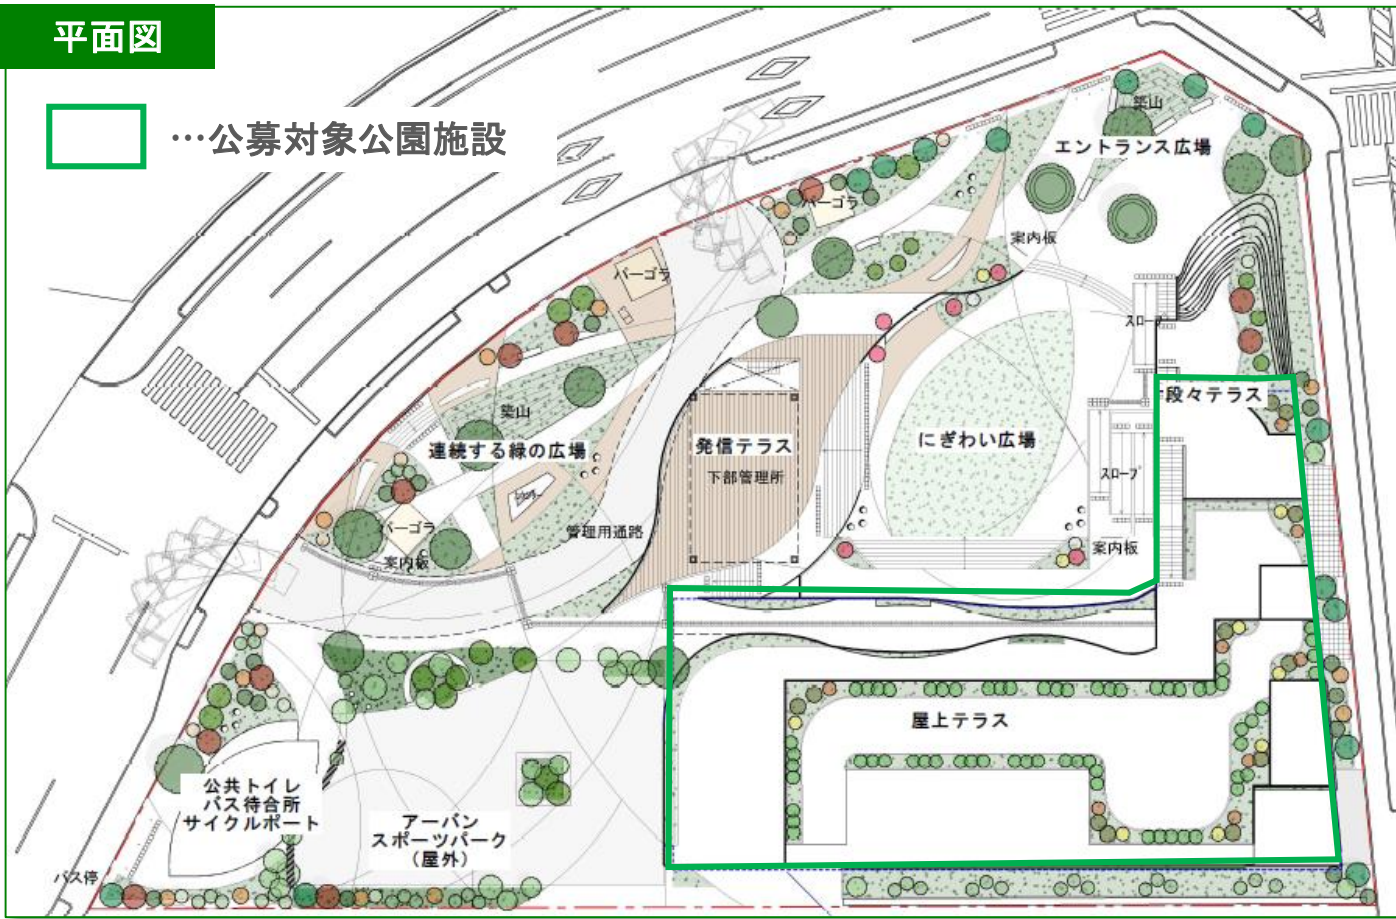 平面図
…公募対象公園施設
築山
エントランス広場
パーゴラ
案内板
パーゴラ
スロープ
段々テラス
築山
連続する緑の広場
発信テラス
下部管理所
にぎわい広場
スロープ
パーゴラ
管理用通路
案内板
案内板
屋上テラス
公共トイレ
バス待合所
サイクルポート
アーバン
スポーツパーク
（屋外）
バス停